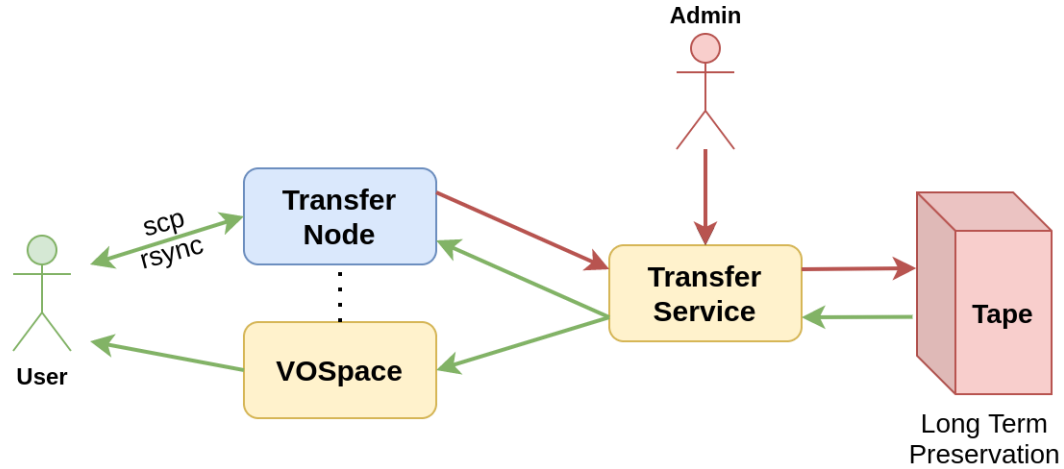 Admin
Transfer
Node
scp
rsync
Transfer
Service
Tape
VOSpace
User
Long Term
Preservation